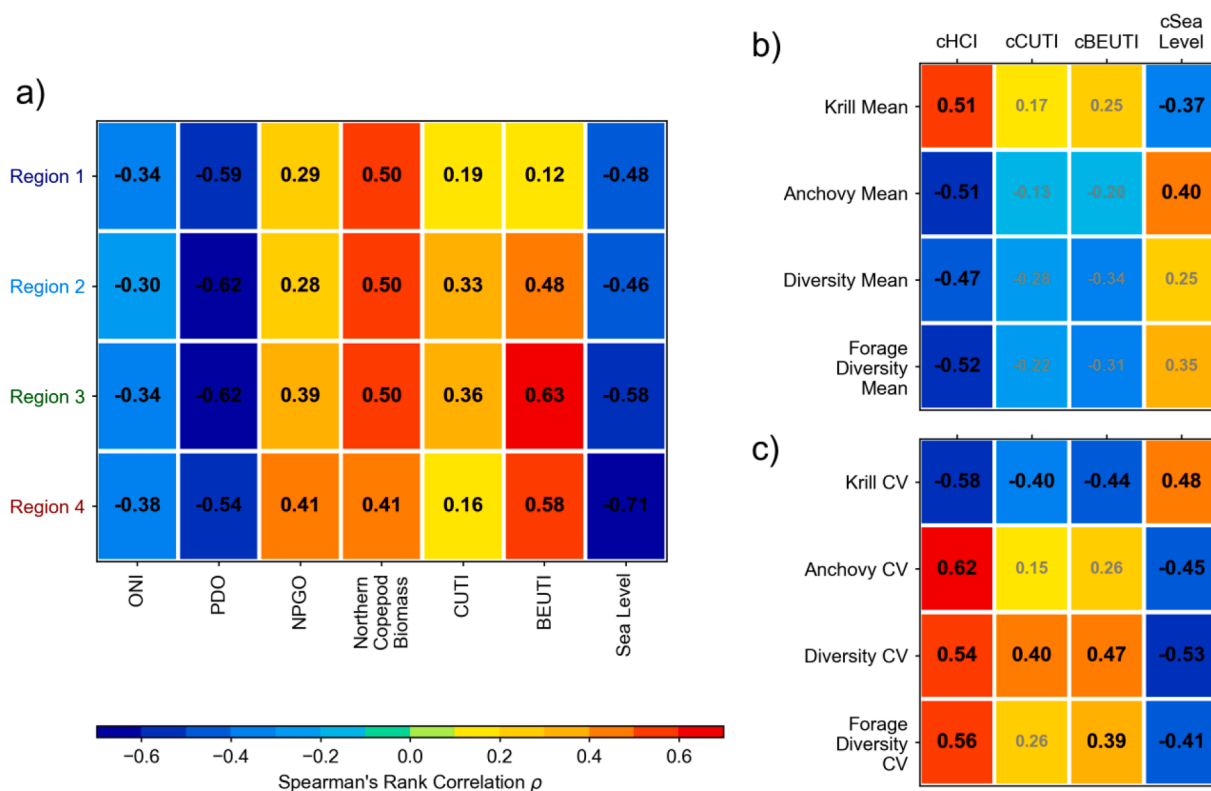 a)
Region 1 -0.34 -0.59 0.29 0.50 0.19 0.12 -0.48
Region 2 -0.30 -0.62 0.28 0.50 0.33 0.48 -0.46
Region 3 -0.34 -0.62 0.39 0.50 0.36 0.63 -0.58
Region 4 -0.38 -0.54 0.41 0.41 0.16 0.58 -0.71
ONI
PDO
NPGO
Northern
Copepod
Biomass
CUTI
BEUTI
Sea Level
−0.6 −0.4 −0.2 0.0 0.2 0.4 0.6
Spearman's Rank Correlation ρ
b)
cHCI cCUTI cBEUTI cSea
Level
Krill Mean 0.51 0.17 0.25 -0.37
Anchovy Mean -0.51 -0.13 -0.20 0.40
Diversity Mean -0.47 -0.28 -0.34 0.25
Forage
Diversity -0.52 -0.22 -0.31 0.35
Mean
c)
Krill CV -0.58 -0.40 -0.44 0.48
Anchovy CV 0.62 0.15 0.26 -0.45
Diversity CV 0.54 0.40 0.47 -0.53
Forage
Diversity 0.56 0.26 0.39 -0.41
CV